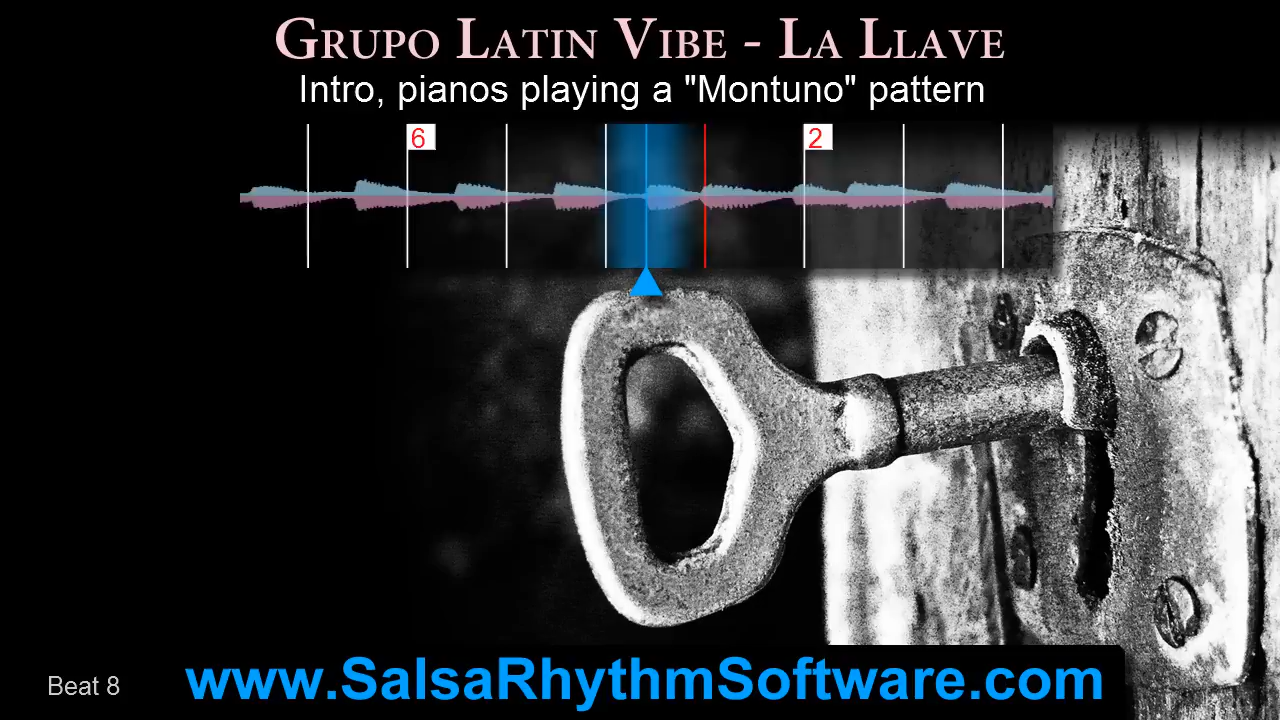 Grupo Latin Vibe - La Llave
Intro, pianos playing a "Montuno" pattern
6 2
Beat 8
www.SalsaRhythmSoftware.com